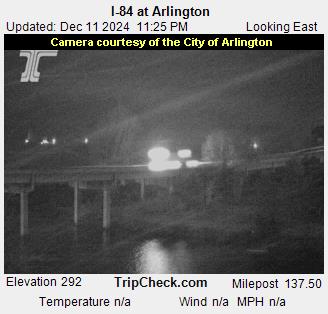 I-84 at Arlington
Updated: Dec 11 2024 11:25 PM Looking East
Camera courtesy of the City of Arlington
Elevation 292 TripCheck.com Milepost 137.50
Temperature n/a Wind n/a MPH n/a